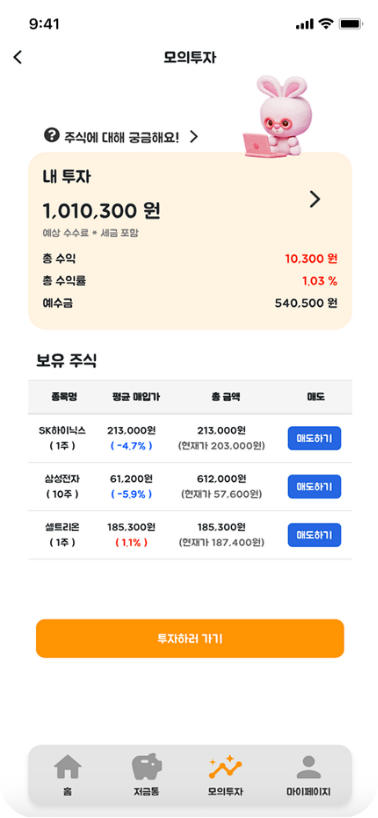 9:41
모의투자
? 주식에 대해 궁금해요!
내 투자
1,010,300 원
예상 수수료 * 세금 포함
총 수익 10,300 원
총 수익률 1.03 %
예수금 540,500 원
보유 주식
종목명 평균 매입가 총 금액 매도
SK하이닉스 213,000원 213,000원 매도하기
( 1주 ) ( -4.7% ) (현재가 203,000원)
삼성전자 61,200원 612,000원 매도하기
( 10주 ) ( -5.9% ) (현재가 57,600원)
셀트리온 185,300원 185,300원 매도하기
( 1주 ) ( 1.1% ) (현재가 187,400원)
투자하러 가기
홈 저금통 모의투자 마이페이지